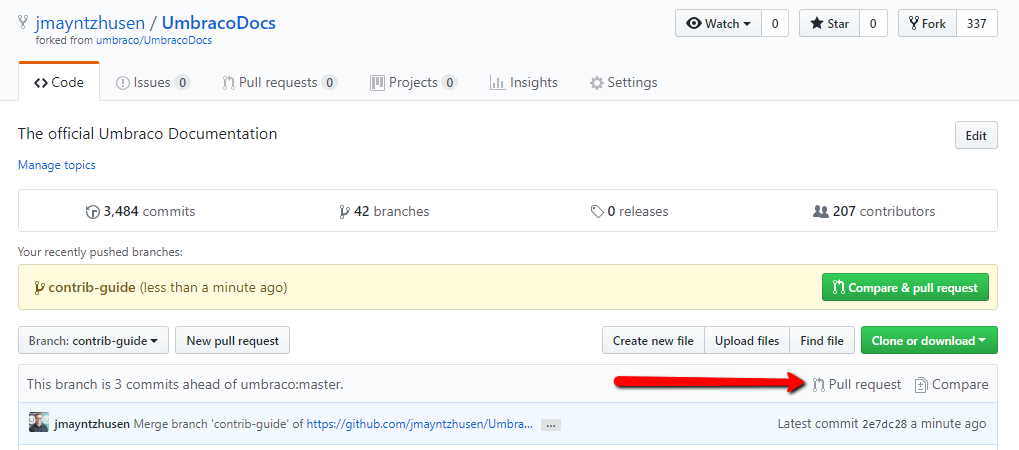 jmayntzhusen / UmbracoDocs
forked from umbraco/UmbracoDocs
Watch 0 Star 0 Fork 337
Code Issues 0 Pull requests 0 Projects 0 Insights Settings
The official Umbraco Documentation Edit
Manage topics
3,484 commits 42 branches 0 releases 207 contributors
Your recently pushed branches:
contrib-guide (less than a minute ago) Compare & pull request
Branch: contrib-guide New pull request Create new file Upload files Find file Clone or download
This branch is 3 commits ahead of umbraco:master. Pull request Compare
jmayntzhusen Merge branch 'contrib-guide' of https://github.com/jmayntzhusen/Umbra... ... Latest commit 2e7dc28 a minute ago